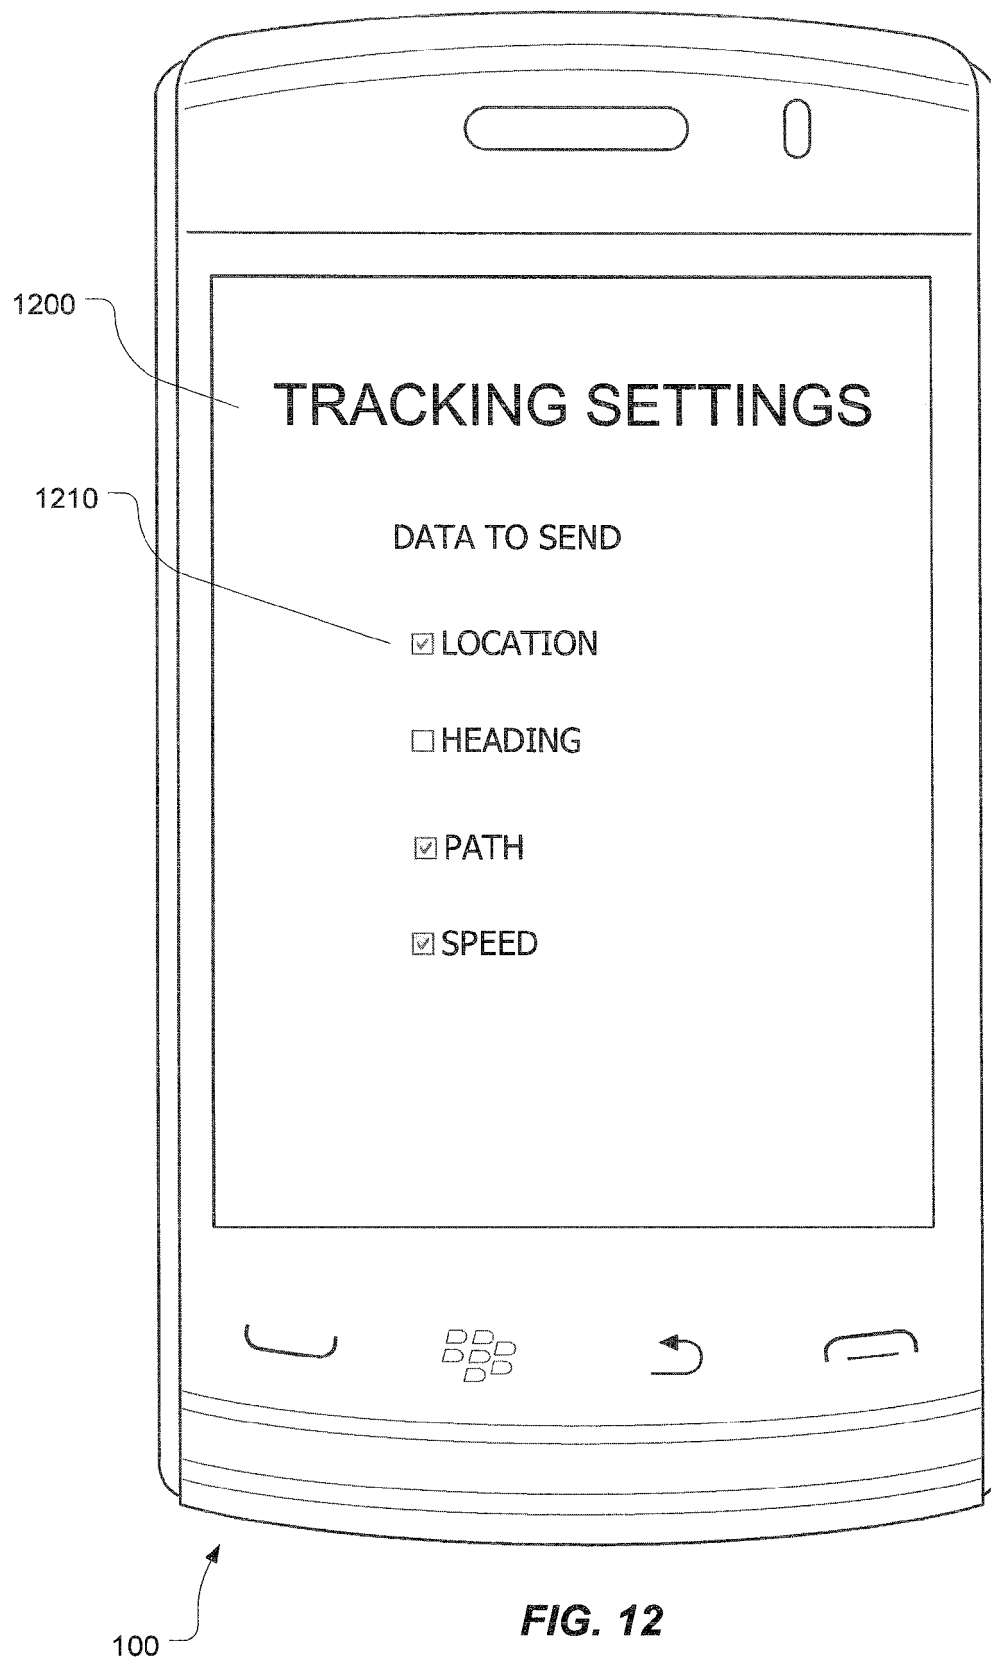 1200
TRACKING SETTINGS
1210
DATA TO SEND
LOCATION
HEADING
PATH
SPEED
100
FIG. 12